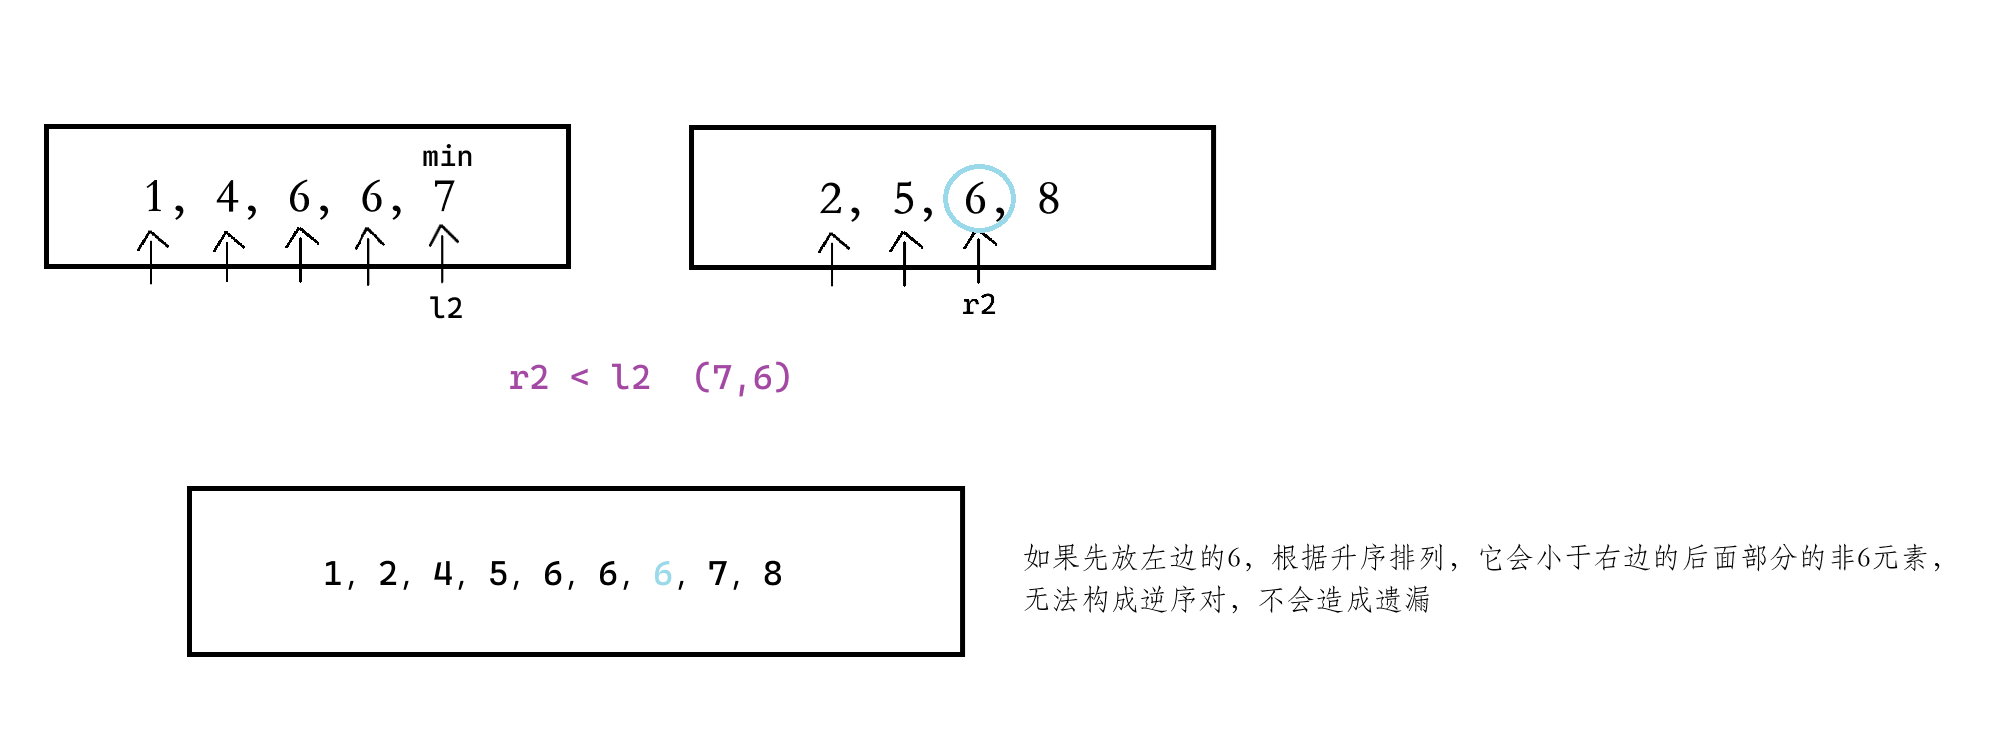 min
1, 4, 6, 6, 7
2, 5, 6, 8
l2
r2
r2 < l2 (7,6)
1, 2, 4, 5, 6, 6, 6, 7, 8
如果先放左边的6，根据升序排列，它会小于右边的后面部分的非6元素，
无法构成逆序对，不会造成遗漏